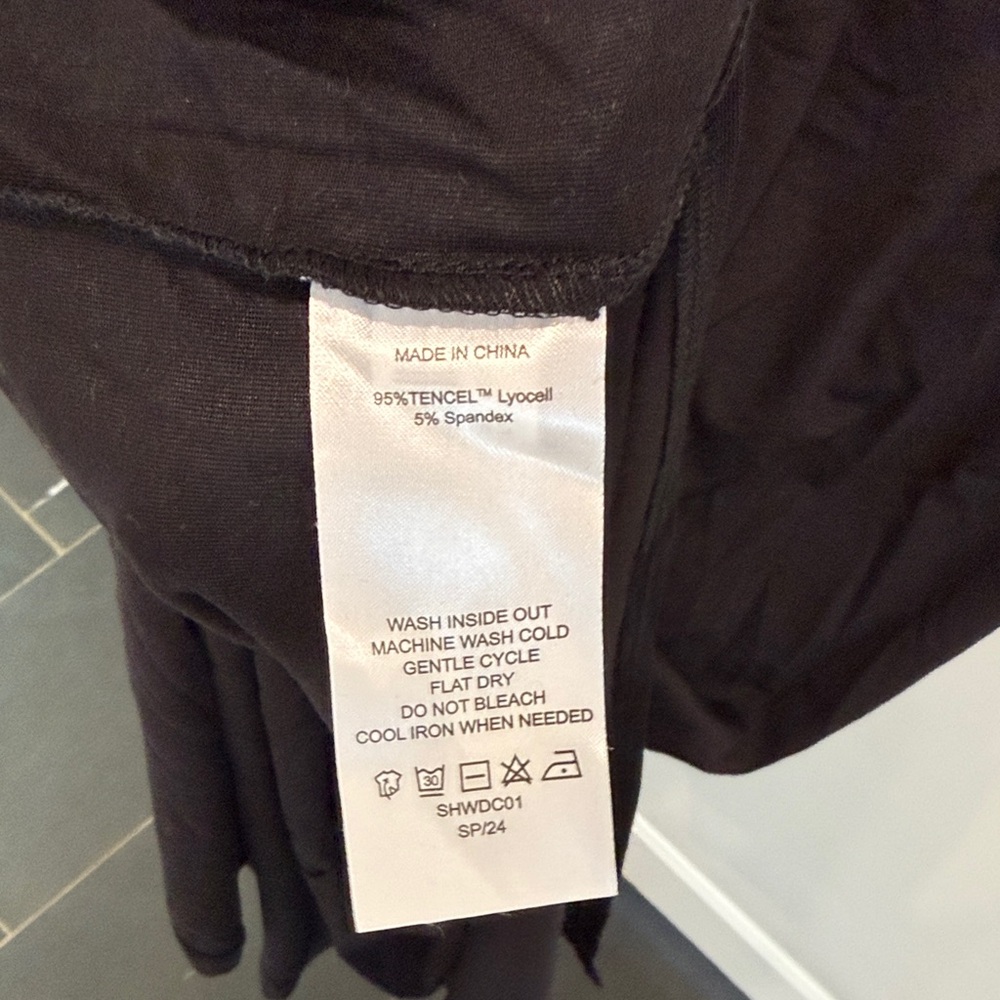 MADE IN CHINA
95%TENCEL™ Lyocell
5% Spandex
WASH INSIDE OUT
MACHINE WASH COLD
GENTLE CYCLE
FLAT DRY
DO NOT BLEACH
COOL IRON WHEN NEEDED
30
SHWDC01
SP/24